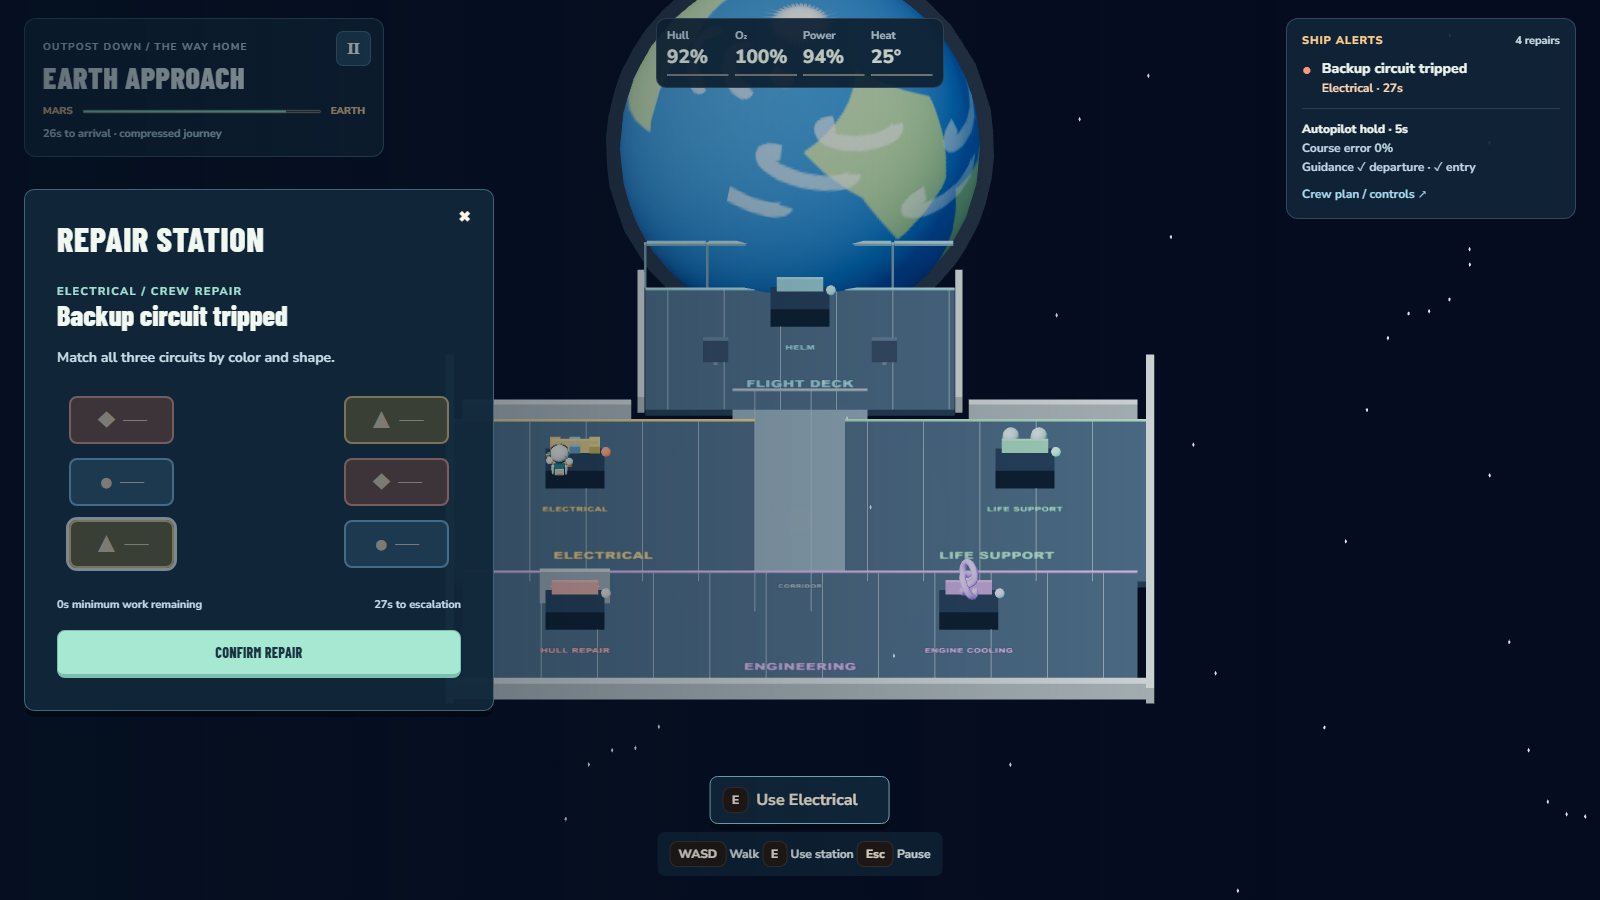 OUTPOST DOWN / THE WAY HOME
EARTH APPROACH
MARS
EARTH
26s to arrival · compressed journey
II
Hull
O₂
Power
Heat
92%
100%
94%
25°
SHIP ALERTS
4 repairs
Backup circuit tripped
Electrical · 27s
Autopilot hold · 5s
Course error 0%
Guidance ✓ departure · ✓ entry
Crew plan / controls ↗
✖
REPAIR STATION
ELECTRICAL / CREW REPAIR
Backup circuit tripped
Match all three circuits by color and shape.
0s minimum work remaining
27s to escalation
CONFIRM REPAIR
HELM
FLIGHT DECK
ELECTRICAL
LIFE SUPPORT
ELECTRICAL
LIFE SUPPORT
CORRIDOR
HULL REPAIR
ENGINE COOLING
ENGINEERING
E Use Electrical
WASD Walk E Use station Esc Pause